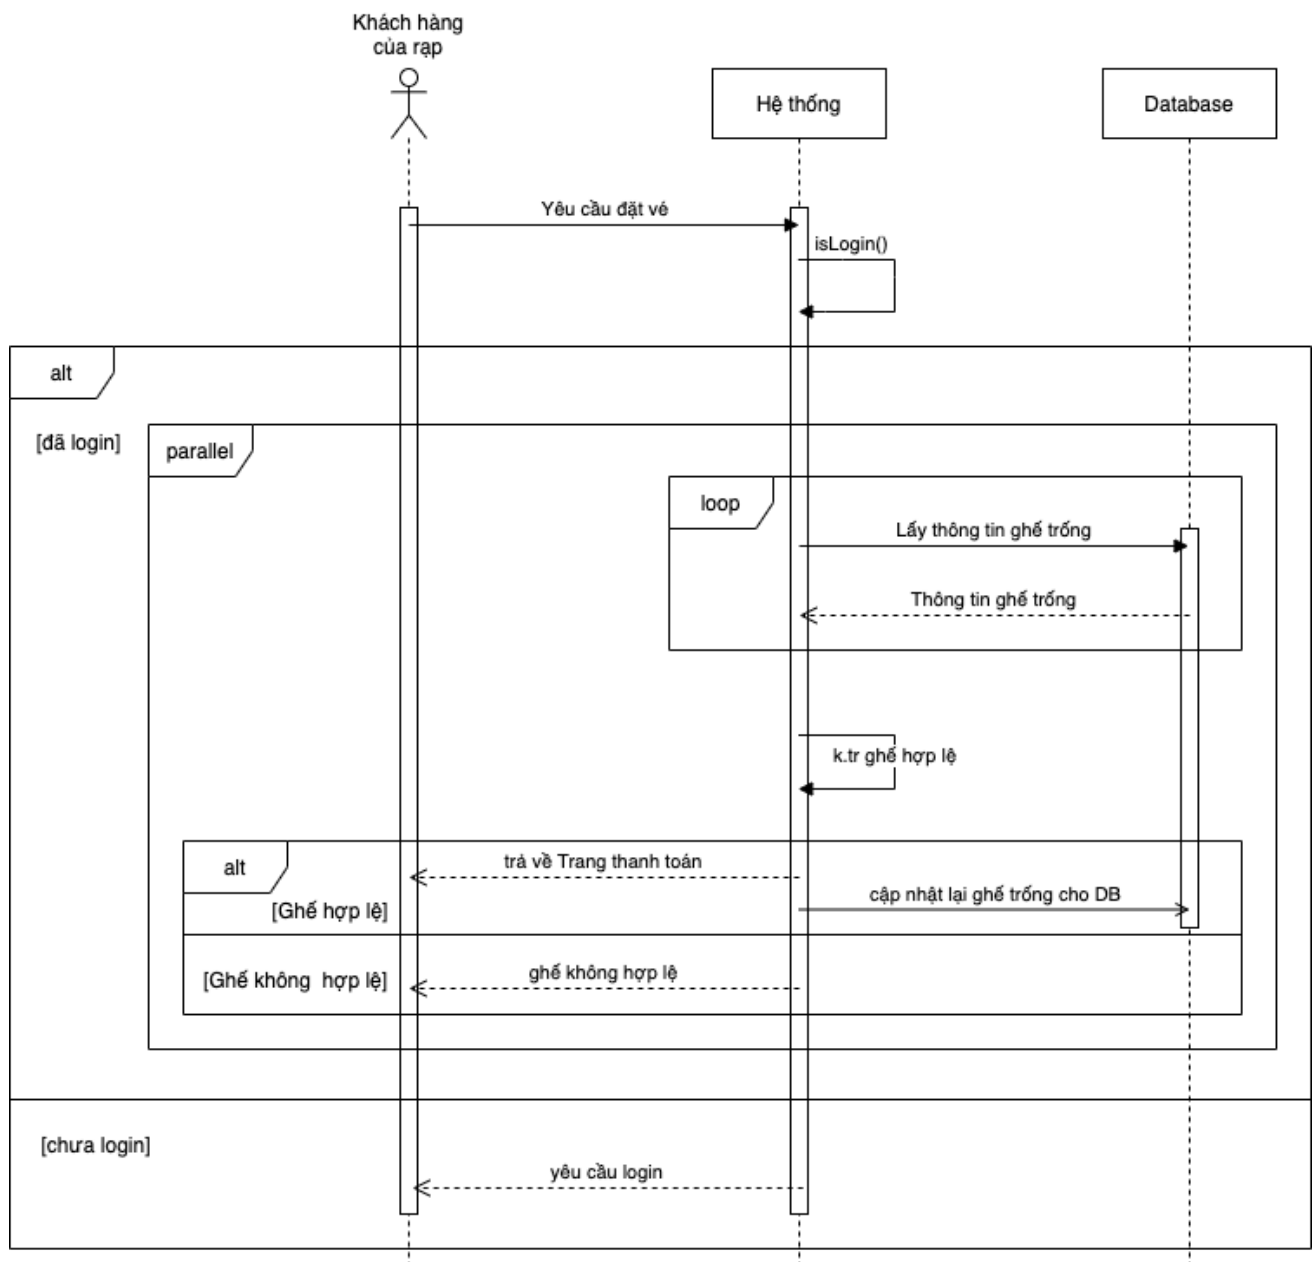 Khách hàng
của rạp
Hệ thống
Database
Yêu cầu đặt vé
isLogin()
alt
[đã login]
parallel
loop
Lấy thông tin ghế trống
Thông tin ghế trống
k.tr ghế hợp lệ
alt
trả về Trang thanh toán
cập nhật lại ghế trống cho DB
[Ghế hợp lệ]
[Ghế không  hợp lệ]
ghế không hợp lệ
[chưa login]
yêu cầu login